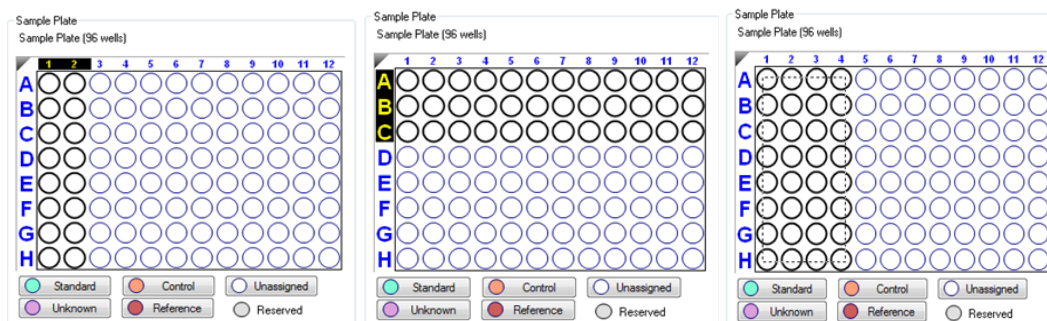 Sample Plate
Sample Plate (96 wells)
1 2 3 4 5 6 7 8 9 10 11 12
A
B
C
D
E
F
G
H
Standard Control Unassigned
Unknown Reference Reserved
Sample Plate
Sample Plate (96 wells)
1 2 3 4 5 6 7 8 9 10 11 12
A
B
C
D
E
F
G
H
Standard Control Unassigned
Unknown Reference Reserved
Sample Plate
Sample Plate (96 wells)
1 2 3 4 5 6 7 8 9 10 11 12
A
B
C
D
E
F
G
H
Standard Control Unassigned
Unknown Reference Reserved